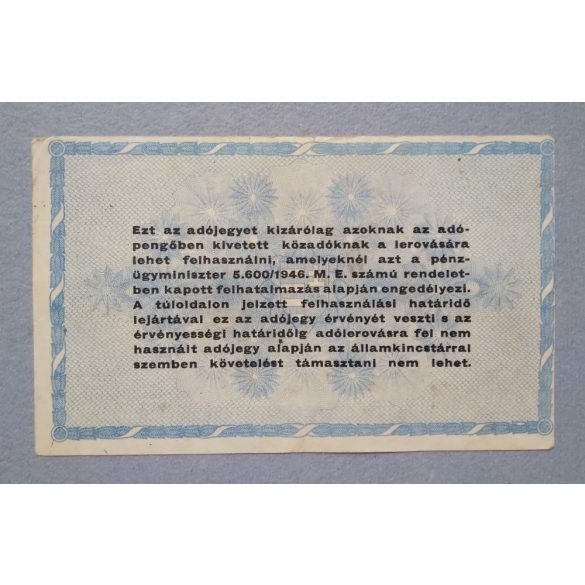 Ezt az adójegyet kizárólag azoknak az adó-
pengőben kivetett közadóknak a lerovására
lehet felhasználni, amelyeknél azt a pénz-
ügyminiszter 5.600/1946. M. E. számú rendelet-
ben kapott felhatalmazás alapján engedélyezi.
A túloldalon jelzett felhasználási határidő
lejártával ez az adójegy érvényét veszti s az
érvényességi határidőig adólerovásra fel nem
használt adójegy alapján az államkincstárral
szemben követelést támasztani nem lehet.